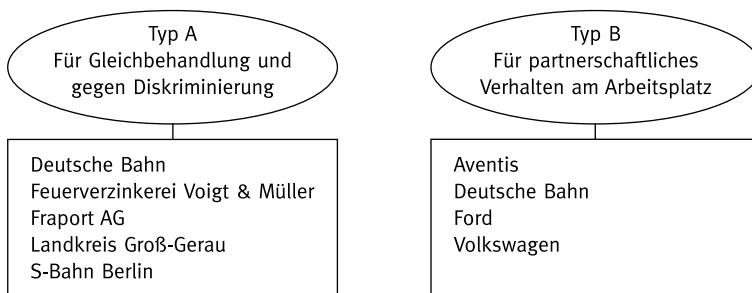 Typ A
Für Gleichbehandlung und
gegen Diskriminierung
Deutsche Bahn
Feuerverzinkerei Voigt & Müller
Fraport AG
Landkreis Groß-Gerau
S-Bahn Berlin
Typ B
Für partnerschaftliches
Verhalten am Arbeitsplatz
Aventis
Deutsche Bahn
Ford
Volkswagen